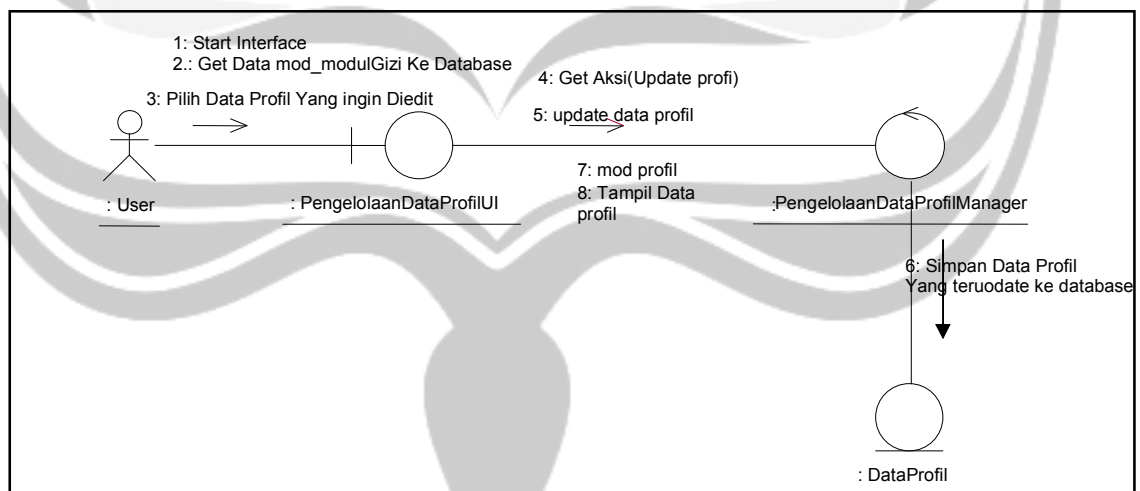 1: Start Interface
2.: Get Data mod_modulGizi Ke Database
3: Pilih Data Profil Yang ingin Diedit
4: Get Aksi(Update profi)
5: update data profil
7: mod profil
8: Tampil Data
profil
: User
: PengelolaanDataProfilUI
:PengelolaanDataProfilManager
6: Simpan Data Profil
Yang teruodate ke database
: DataProfil